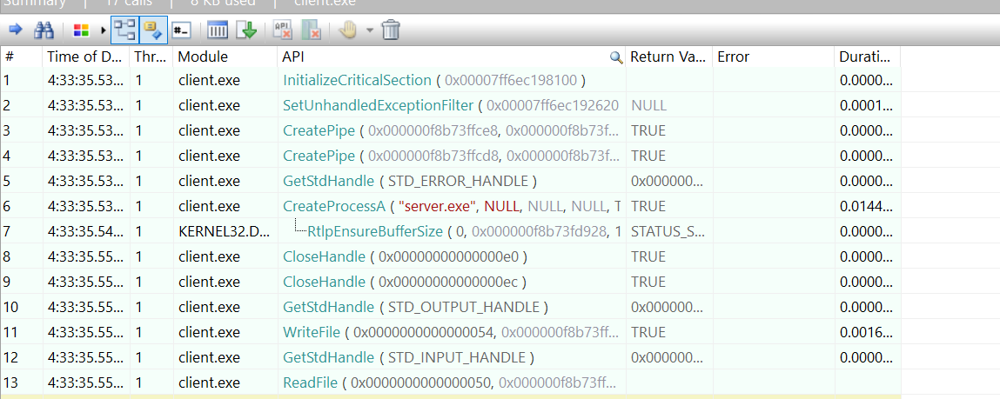 Summary | 17 calls | 8 KB used | client.exe
# Time of D... Thr... Module API Return Va... Error Durati...
1 4:33:35.53... 1 client.exe InitializeCriticalSection ( 0x00007ff6ec198100 ) 0.0000...
2 4:33:35.53... 1 client.exe SetUnhandledExceptionFilter ( 0x00007ff6ec192620 NULL 0.0001...
3 4:33:35.53... 1 client.exe CreatePipe ( 0x000000f8b73ffce8, 0x000000f8b73f... TRUE 0.0000...
4 4:33:35.53... 1 client.exe CreatePipe ( 0x000000f8b73ffcd8, 0x000000f8b73f... TRUE 0.0000...
5 4:33:35.53... 1 client.exe GetStdHandle ( STD_ERROR_HANDLE ) 0x000000... 0.0000...
6 4:33:35.53... 1 client.exe CreateProcessA ( "server.exe", NULL, NULL, NULL, T TRUE 0.0144...
7 4:33:35.54... 1 KERNEL32.D... RtlpEnsureBufferSize ( 0, 0x000000f8b73fd928, 1 STATUS_S... 0.0000...
8 4:33:35.55... 1 client.exe CloseHandle ( 0x00000000000000e0 ) TRUE 0.0000...
9 4:33:35.55... 1 client.exe CloseHandle ( 0x00000000000000ec ) TRUE 0.0000...
10 4:33:35.55... 1 client.exe GetStdHandle ( STD_OUTPUT_HANDLE ) 0x000000... 0.0000...
11 4:33:35.55... 1 client.exe WriteFile ( 0x0000000000000054, 0x000000f8b73ff... TRUE 0.0016...
12 4:33:35.55... 1 client.exe GetStdHandle ( STD_INPUT_HANDLE ) 0x000000... 0.0000...
13 4:33:35.55... 1 client.exe ReadFile ( 0x0000000000000050, 0x000000f8b73ff...